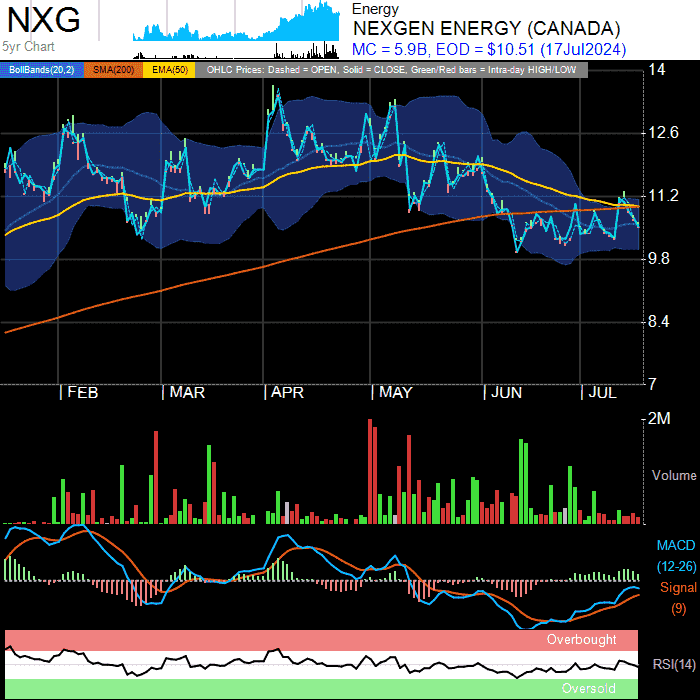 NXG
5yr Chart
Energy
NEXGEN ENERGY (CANADA)
MC = 5.9B, EOD = $10.51 (17Jul2024)
BollBands(20,2) SMA(200) EMA(50) OHLC Prices: Dashed = OPEN, Solid = CLOSE, Green/Red bars = Intra-day HIGH/LOW
14
12.6
11.2
9.8
8.4
7
FEB MAR APR MAY JUN JUL
2M
Volume
MACD
(12-26)
Signal
(9)
Overbought
RSI(14)
Oversold